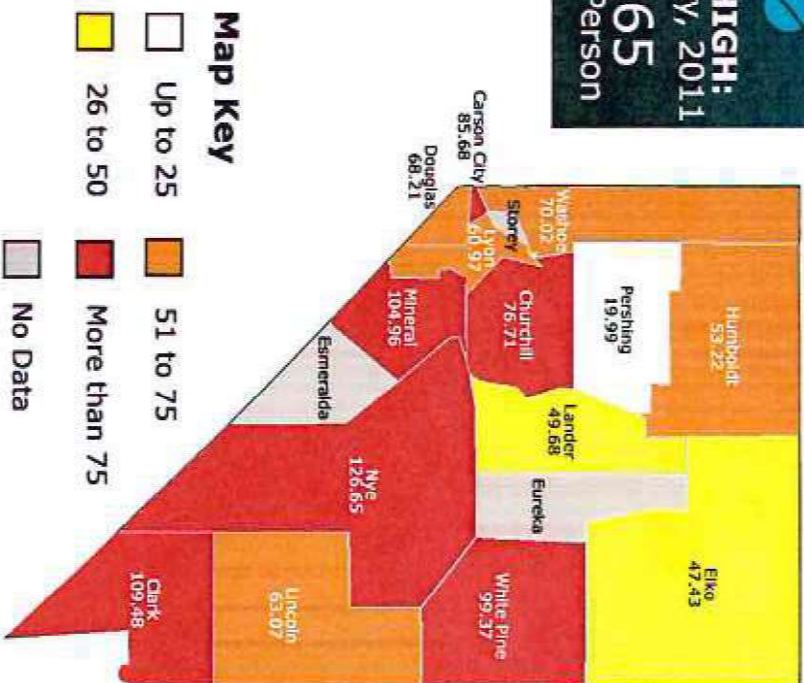 HIGH:
y, 2011
65
Person
Carson City
85.68
Douglas
68.21
Washoe
70.02
Storey
Lyon
60.97
Humboldt
53.22
Pershing
19.99
Churchill
76.71
Mineral
104.96
Esmeralda
Lander
49.68
Eureka
Elko
47.43
Nye
126.65
White Pine
99.37
Lincoln
63.07
Clark
109.48
Map Key
Up to 25
26 to 50
51 to 75
More than 75
No Data